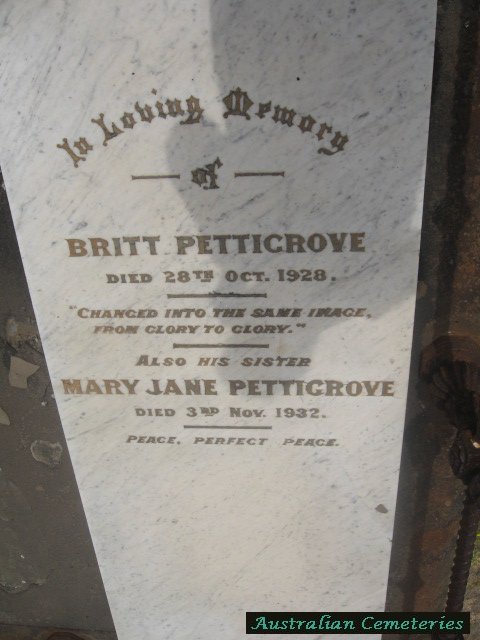 In Loving Memory
of
BRITT PETTIGROVE
DIED 28TH OCT. 1928.
"CHANGED INTO THE SAME IMAGE,
FROM GLORY TO GLORY."
ALSO HIS SISTER
MARY JANE PETTIGROVE
DIED 3RD NOV. 1932.
PEACE, PERFECT PEACE.
Australian Cemeteries